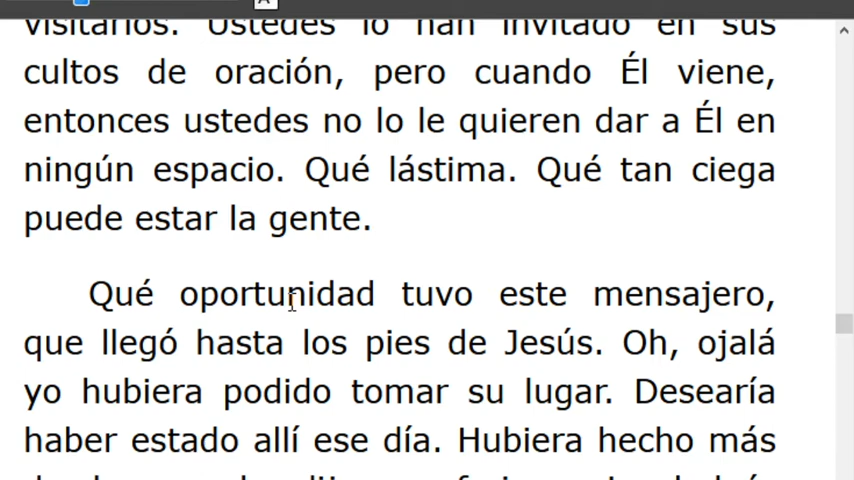 visitarlos. Ustedes lo han invitado en sus
cultos de oración, pero cuando Él viene,
entonces ustedes no lo le quieren dar a Él en
ningún espacio. Qué lástima. Qué tan ciega
puede estar la gente.
Qué oportunidad tuvo este mensajero,
que llegó hasta los pies de Jesús. Oh, ojalá
yo hubiera podido tomar su lugar. Desearía
haber estado allí ese día. Hubiera hecho más